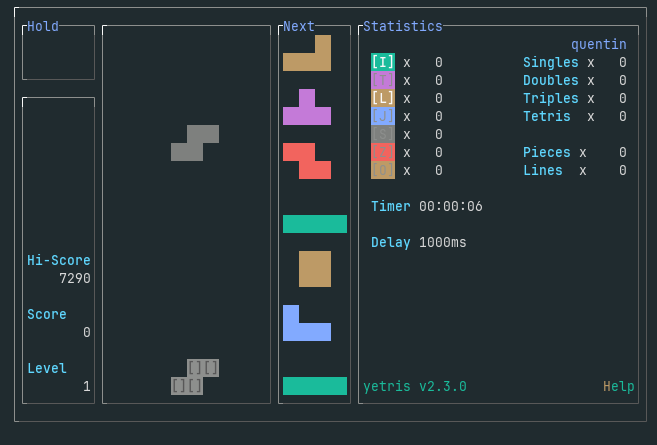 Hold
Next
Statistics
quentin
[I] x 0 Singles x 0
[T] x 0 Doubles x 0
[L] x 0 Triples x 0
[J] x 0 Tetris x 0
[S] x 0
[Z] x 0 Pieces x 0
[O] x 0 Lines x 0
Timer 00:00:06
Delay 1000ms
Hi-Score
7290
Score
0
Level
1
[][]
[][]
yetris v2.3.0
Help